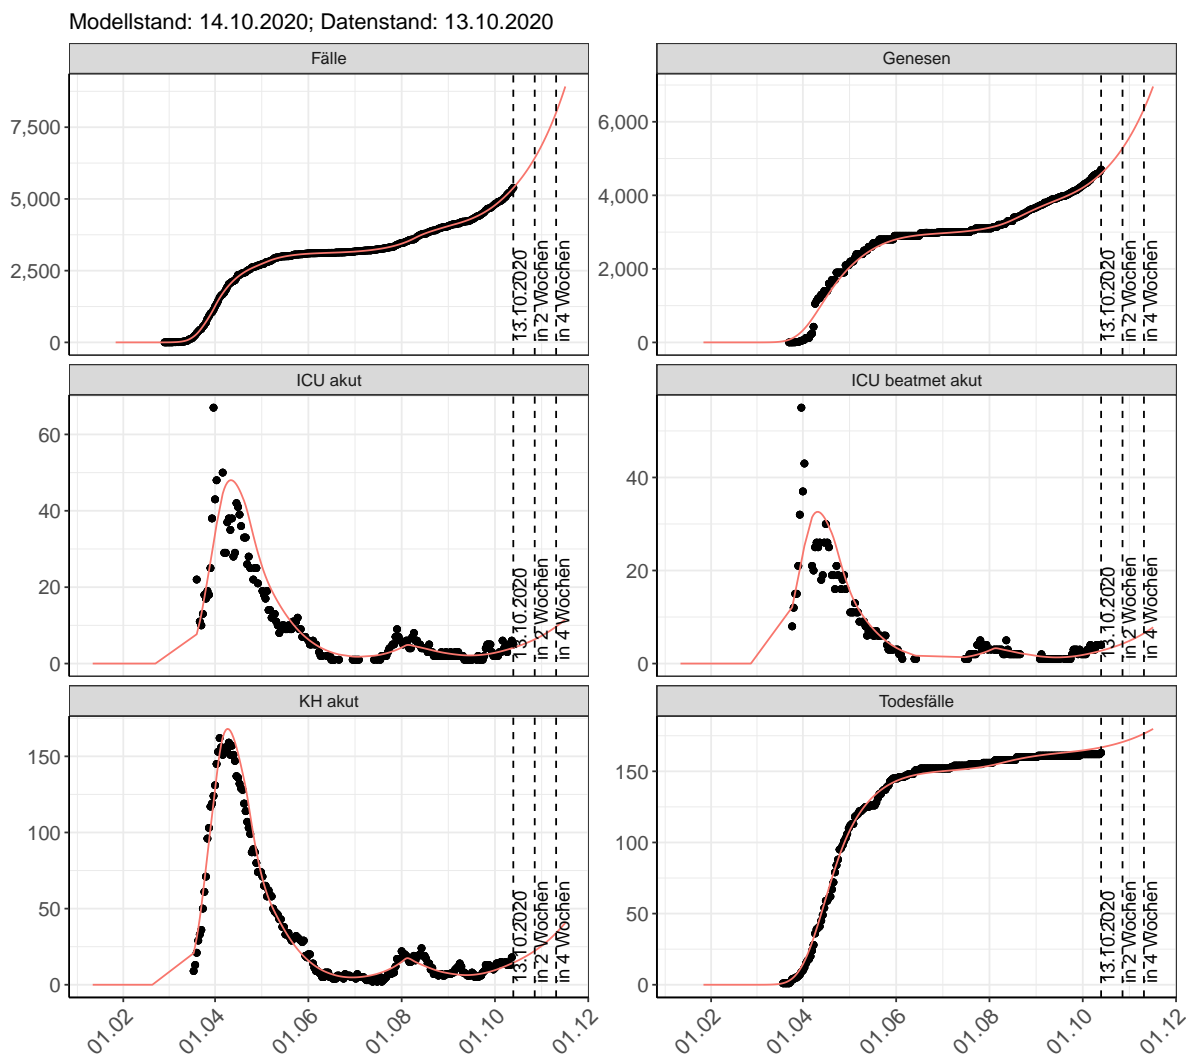 Modellstand: 14.10.2020; Datenstand: 13.10.2020
Fälle
Genesen
7,500
5,000
2,500
0
13.10.2020
in 2 Wochen
in 4 Wochen
6,000
4,000
2,000
0
13.10.2020
in 2 Wochen
in 4 Wochen
ICU akut
ICU beatmet akut
60
40
20
0
13.10.2020
in 2 Wochen
in 4 Wochen
40
20
0
13.10.2020
in 2 Wochen
in 4 Wochen
KH akut
Todesfälle
150
100
50
0
13.10.2020
in 2 Wochen
in 4 Wochen
150
100
50
0
13.10.2020
in 2 Wochen
in 4 Wochen
01.02
01.04
01.06
01.08
01.10
01.12
01.02
01.04
01.06
01.08
01.10
01.12